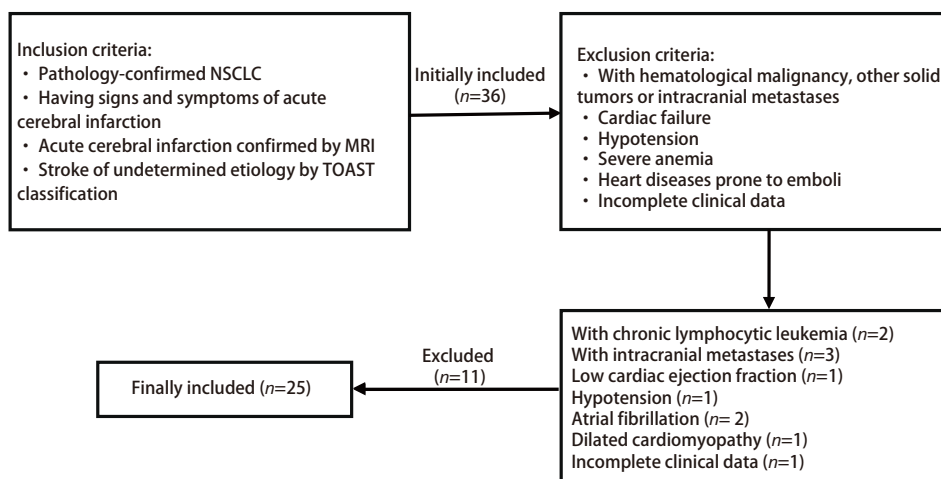 Inclusion criteria:
· Pathology-confirmed NSCLC
· Having signs and symptoms of acute
cerebral infarction
· Acute cerebral infarction confirmed by MRI
· Stroke of undetermined etiology by TOAST
classification
Initially included
(n=36)
Exclusion criteria:
· With hematological malignancy, other solid
tumors or intracranial metastases
· Cardiac failure
· Hypotension
· Severe anemia
· Heart diseases prone to emboli
· Incomplete clinical data
With chronic lymphocytic leukemia (n=2)
With intracranial metastases (n=3)
Low cardiac ejection fraction (n=1)
Hypotension (n=1)
Atrial fibrillation (n= 2)
Dilated cardiomyopathy (n=1)
Incomplete clinical data (n=1)
Excluded
(n=11)
Finally included (n=25)